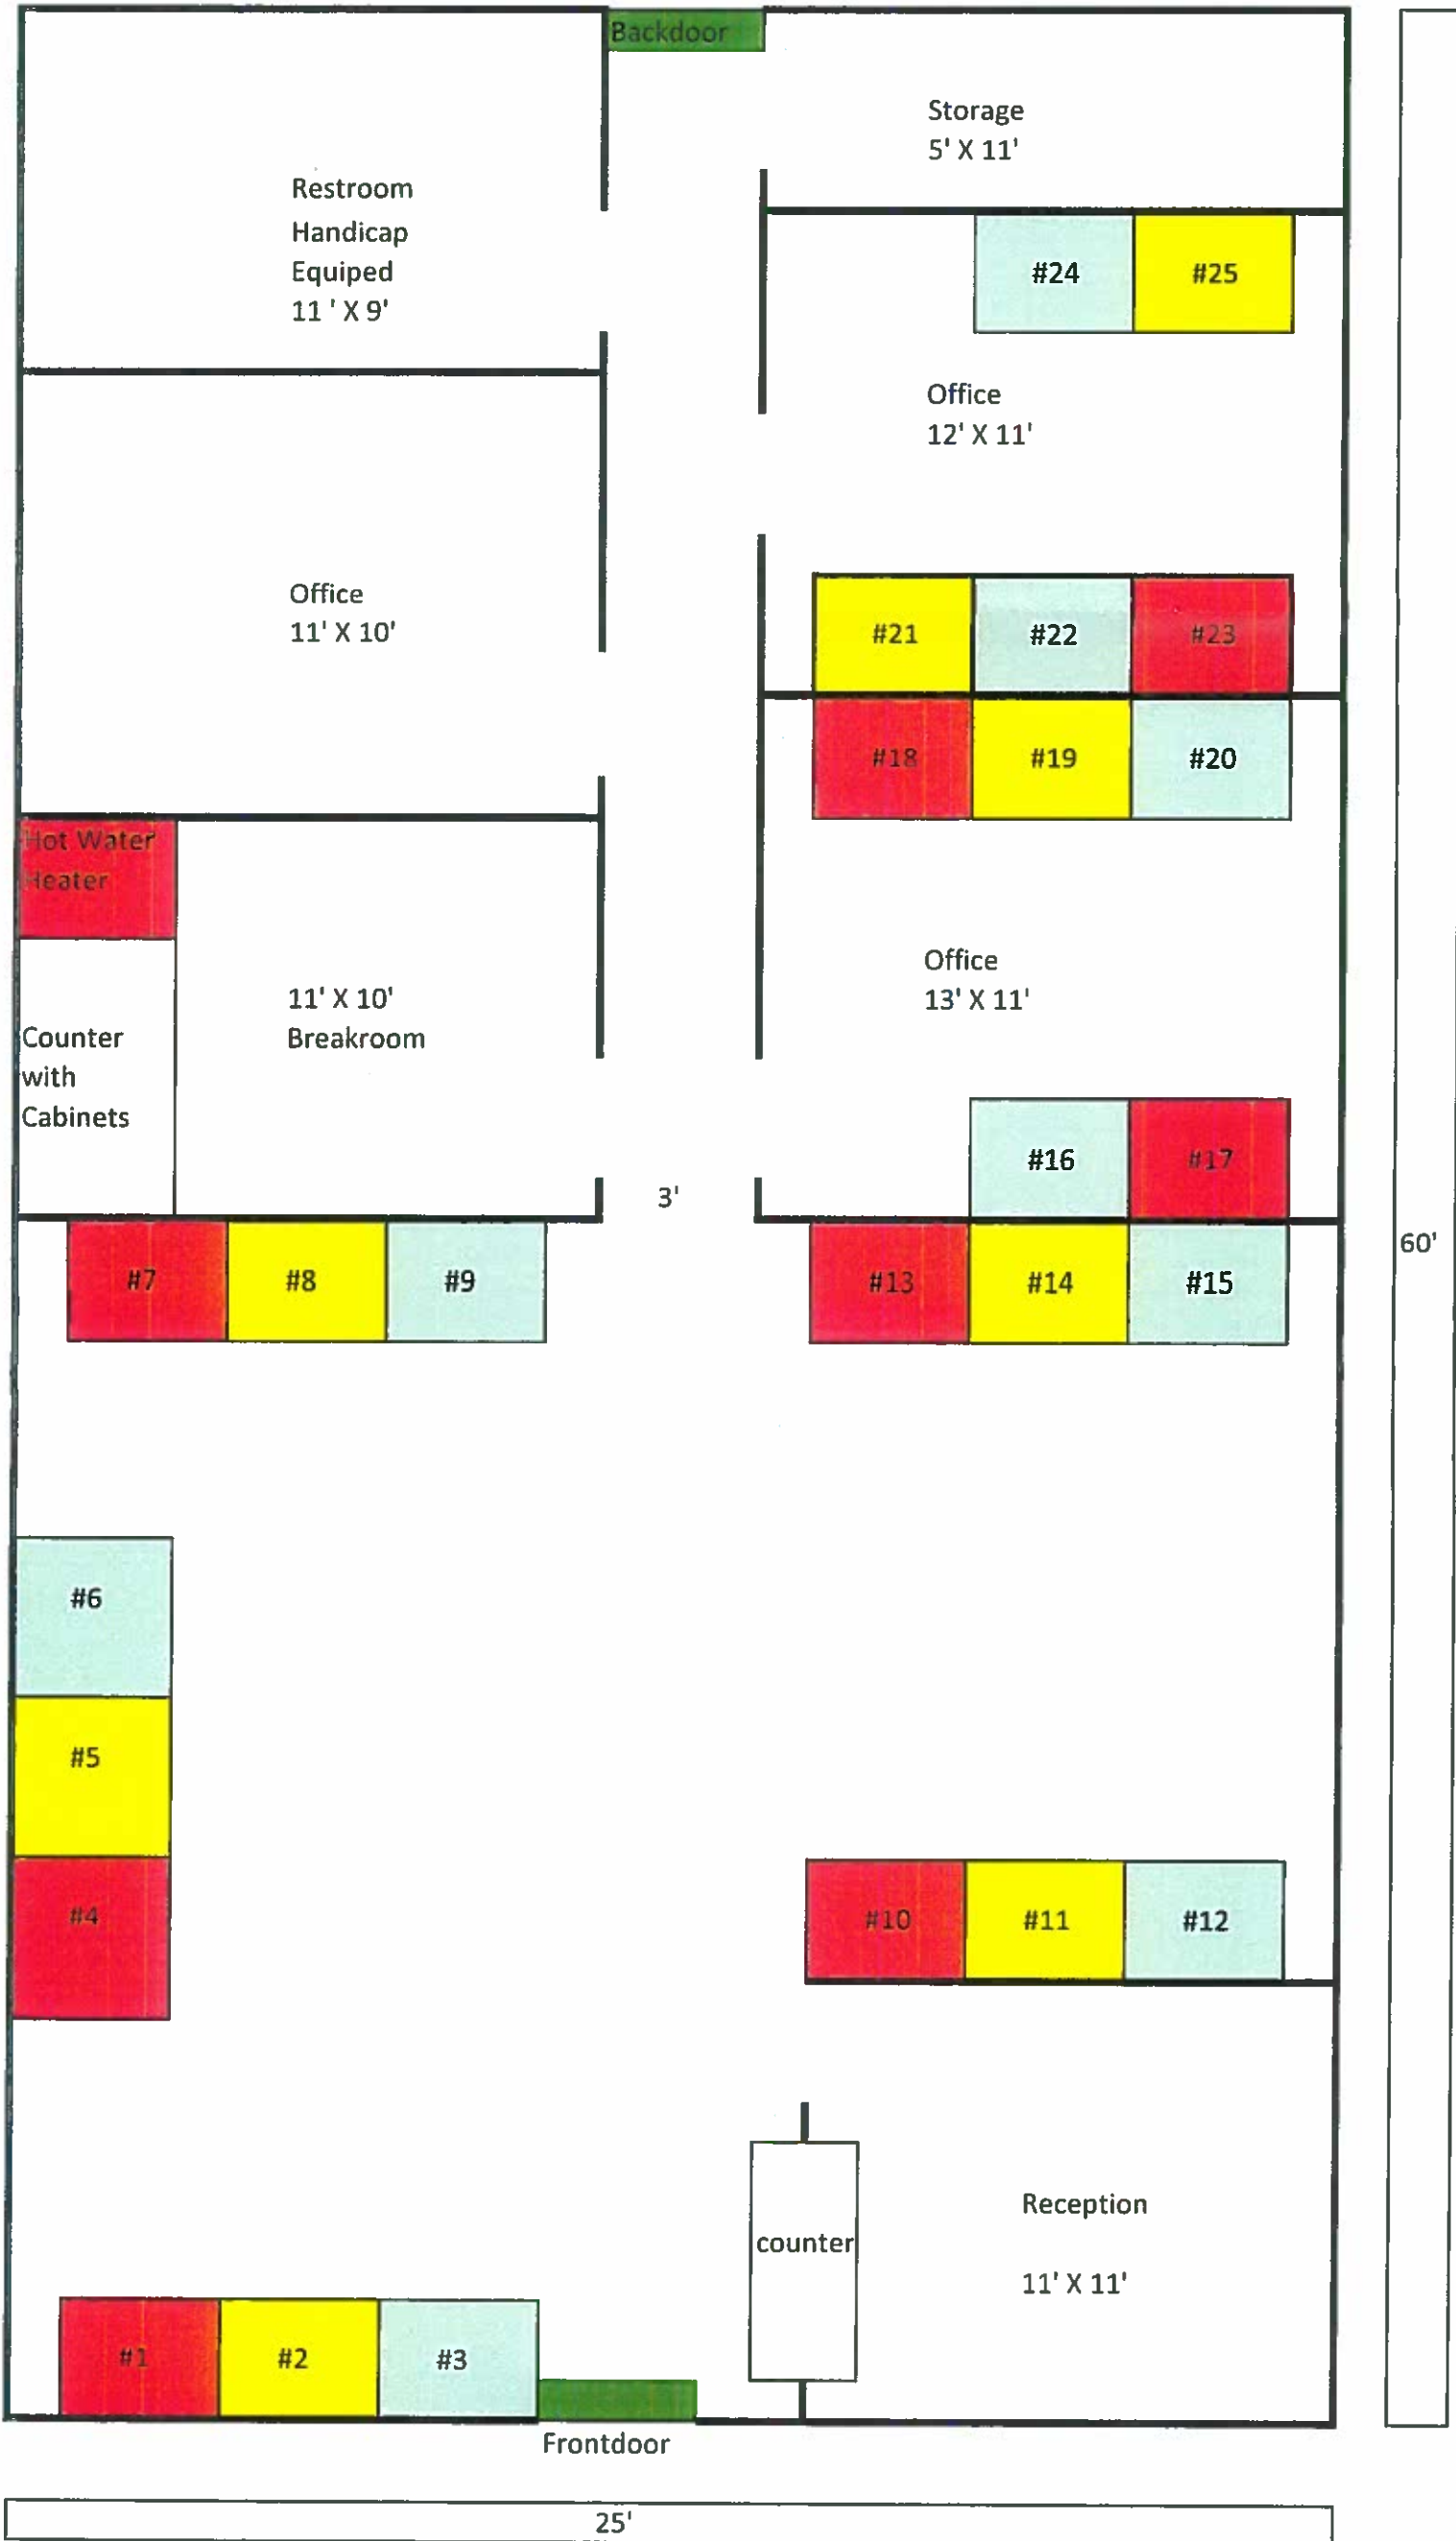 Backdoor
Storage
5' X 11'
Restroom
Handicap
Equiped
11 ' X 9'
#24
#25
Office
12' X 11'
Office
11' X 10'
#21
#22
#23
#18
#19
#20
Hot Water
Heater
Counter
with
Cabinets
11' X 10'
Breakroom
Office
13' X 11'
#16
#17
3'
60'
#7
#8
#9
#13
#14
#15
#6
#5
#4
#10
#11
#12
counter
Reception
11' X 11'
#1
#2
#3
Frontdoor
25'